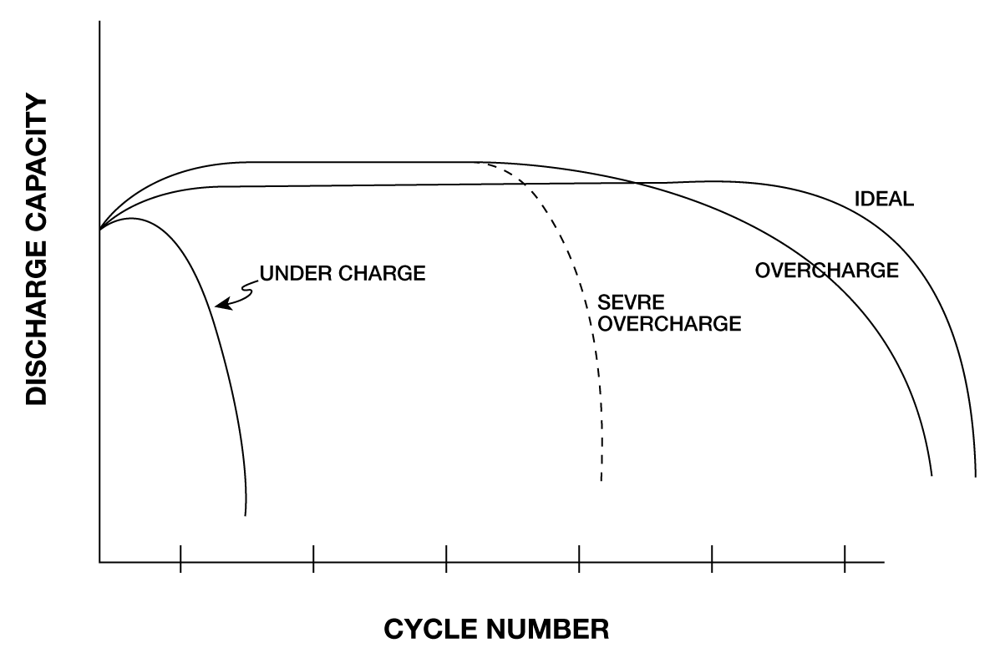 DISCHARGE CAPACITY
IDEAL
OVERCHARGE
UNDER CHARGE
SEVRE
OVERCHARGE
CYCLE NUMBER